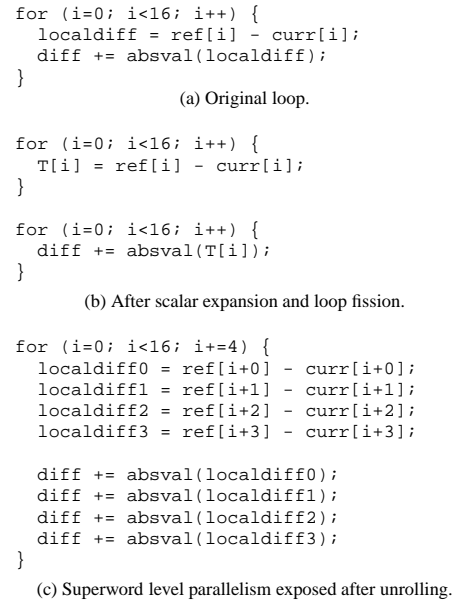 for (i=0; i<16; i++) {
  localdiff = ref[i] - curr[i];
  diff += absval(localdiff);
}
(a) Original loop.
for (i=0; i<16; i++) {
  T[i] = ref[i] - curr[i];
}
for (i=0; i<16; i++) {
  diff += absval(T[i]);
}
(b) After scalar expansion and loop fission.
for (i=0; i<16; i+=4) {
  localdiff0 = ref[i+0] - curr[i+0];
  localdiff1 = ref[i+1] - curr[i+1];
  localdiff2 = ref[i+2] - curr[i+2];
  localdiff3 = ref[i+3] - curr[i+3];
  diff += absval(localdiff0);
  diff += absval(localdiff1);
  diff += absval(localdiff2);
  diff += absval(localdiff3);
}
(c) Superword level parallelism exposed after unrolling.